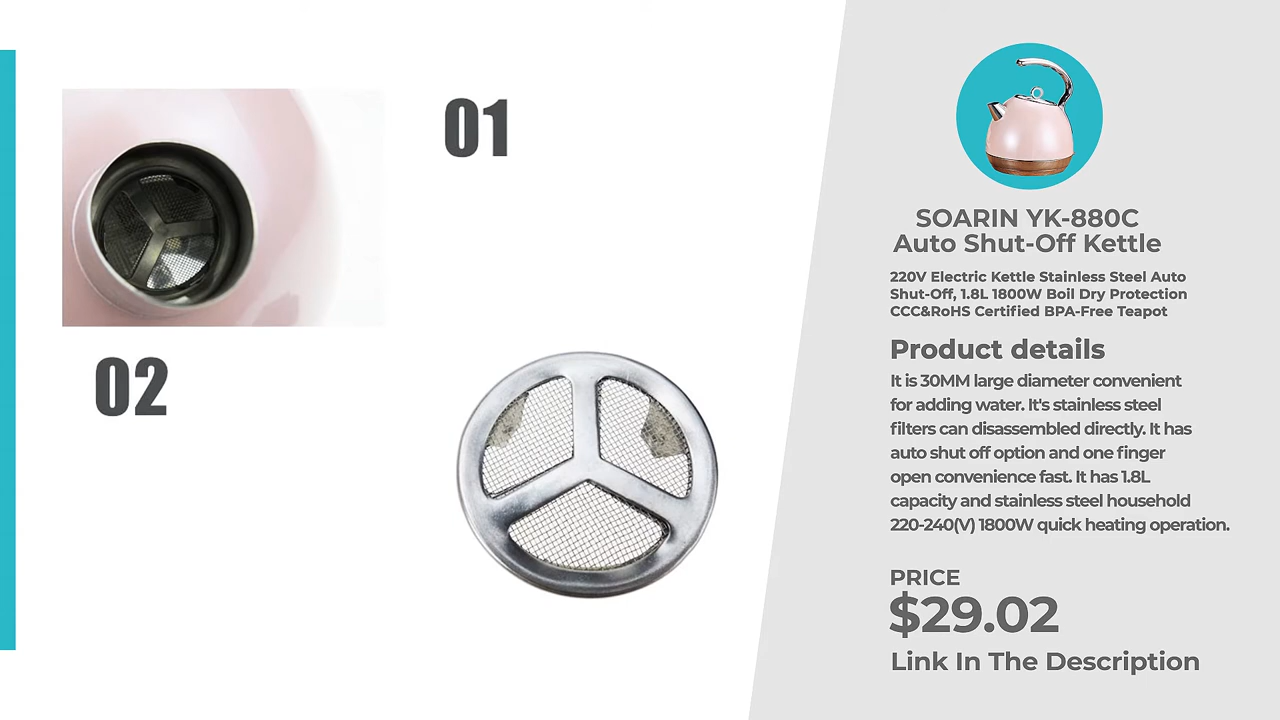 01
02
SOARIN YK-880C
Auto Shut-Off Kettle
220V Electric Kettle Stainless Steel Auto
Shut-Off, 1.8L 1800W Boil Dry Protection
CCC&RoHS Certified BPA-Free Teapot
Product details
It is 30MM large diameter convenient
for adding water. It's stainless steel
filters can disassembled directly. It has
auto shut off option and one finger
open convenience fast. It has 1.8L
capacity and stainless steel household
220-240(V) 1800W quick heating operation.
PRICE
$29.02
Link In The Description